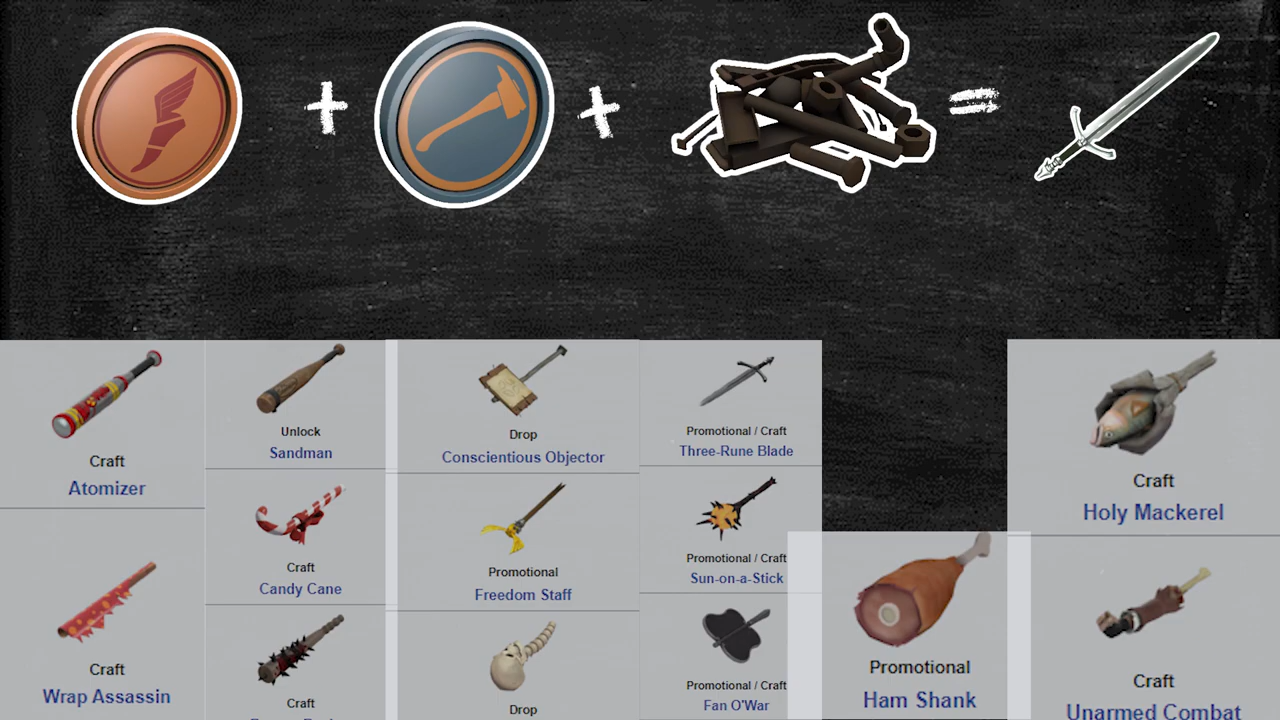 + + =
Craft
Atomizer
Craft
Wrap Assassin
Unlock
Sandman
Craft
Candy Cane
Craft
Drop
Conscientious Objector
Promotional
Freedom Staff
Drop
Promotional / Craft
Three-Rune Blade
Promotional / Craft
Sun-on-a-Stick
Promotional / Craft
Fan O'War
Promotional
Ham Shank
Craft
Holy Mackerel
Craft
Unarmed Combat